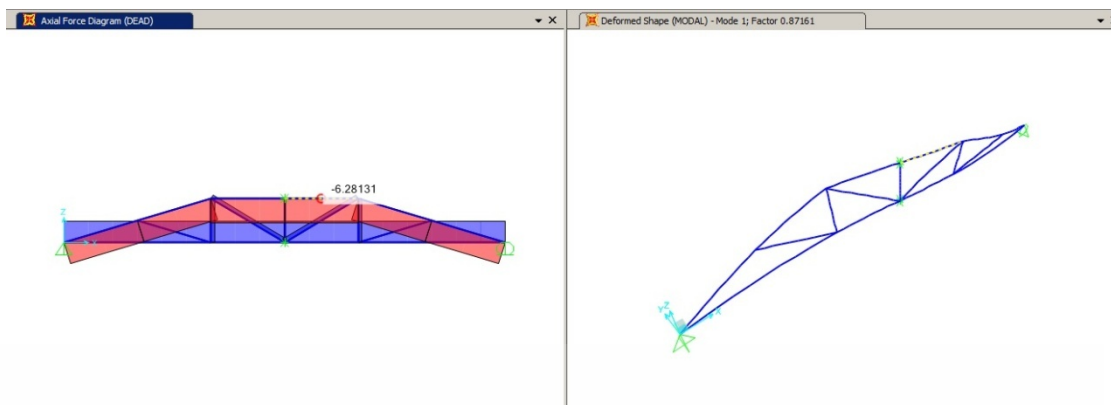 Axial Force Diagram (DEAD)
Deformed Shape (MODAL) - Mode 1; Factor 0.87161
-6.28131
Z
X
Y Z
X